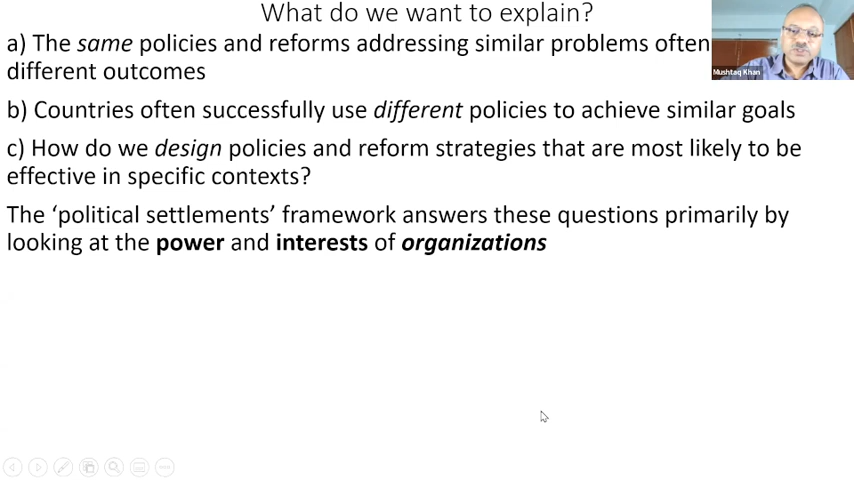 What do we want to explain?
a) The same policies and reforms addressing similar problems often
different outcomes
Mushtaq Khan
b) Countries often successfully use different policies to achieve similar goals
c) How do we design policies and reform strategies that are most likely to be
effective in specific contexts?
The ‘political settlements’ framework answers these questions primarily by
looking at the power and interests of organizations